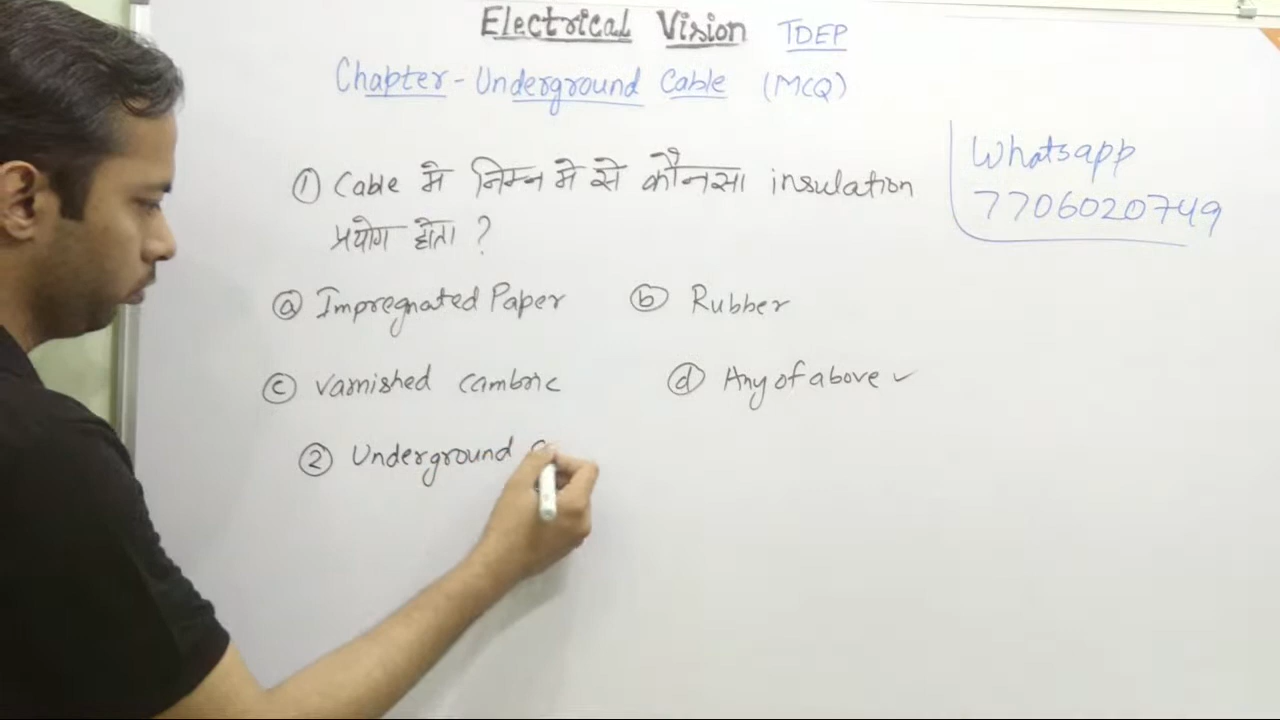 Electrical Vision TDEP
Chapter - Underground Cable (MCQ)
Whatsapp
7706020749
① Cable मे निम्न मे से कौनसा insulation
प्रयोग होता ?
ⓐ Impregnated Paper ⓑ Rubber
ⓒ Varnished cambric ⓓ Any of above ✓
② Underground